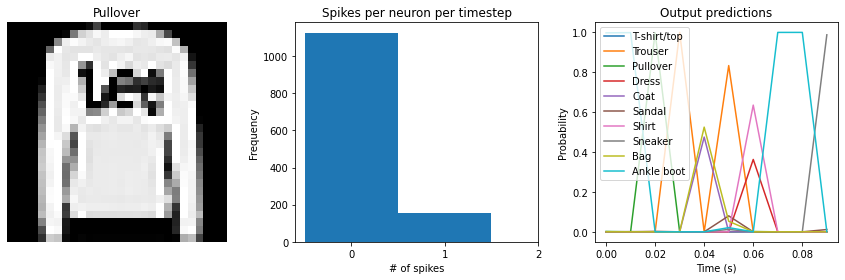 Pullover
Spikes per neuron per timestep
Frequency
1000
800
600
400
200
0
0
1
2
# of spikes
Output predictions
Probability
1.0
0.8
0.6
0.4
0.2
0.0
T-shirt/top
Trouser
Pullover
Dress
Coat
Sandal
Shirt
Sneaker
Bag
Ankle boot
0.00
0.02
0.04
0.06
0.08
Time (s)